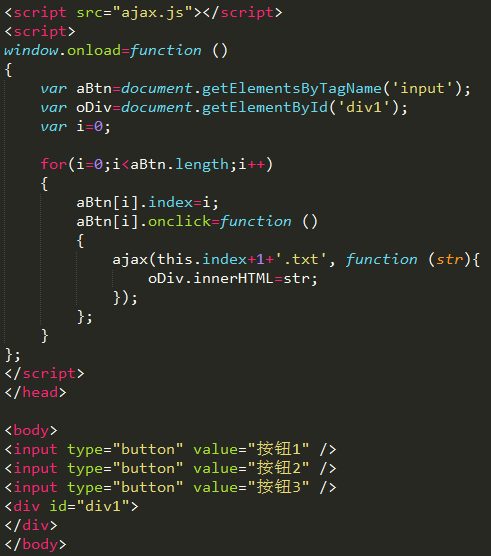 <script src="ajax.js"></script>
<script>
window.onload=function ()
{
    var aBtn=document.getElementsByTagName('input');
    var oDiv=document.getElementById('div1');
    var i=0;

    for(i=0;i<aBtn.length;i++)
    {
        aBtn[i].index=i;
        aBtn[i].onclick=function ()
        {
            ajax(this.index+1+'.txt', function (str){
                oDiv.innerHTML=str;
            });
        };
    }
};
</script>
</head>

<body>
<input type="button" value="按钮1" />
<input type="button" value="按钮2" />
<input type="button" value="按钮3" />
<div id="div1">
</div>
</body>